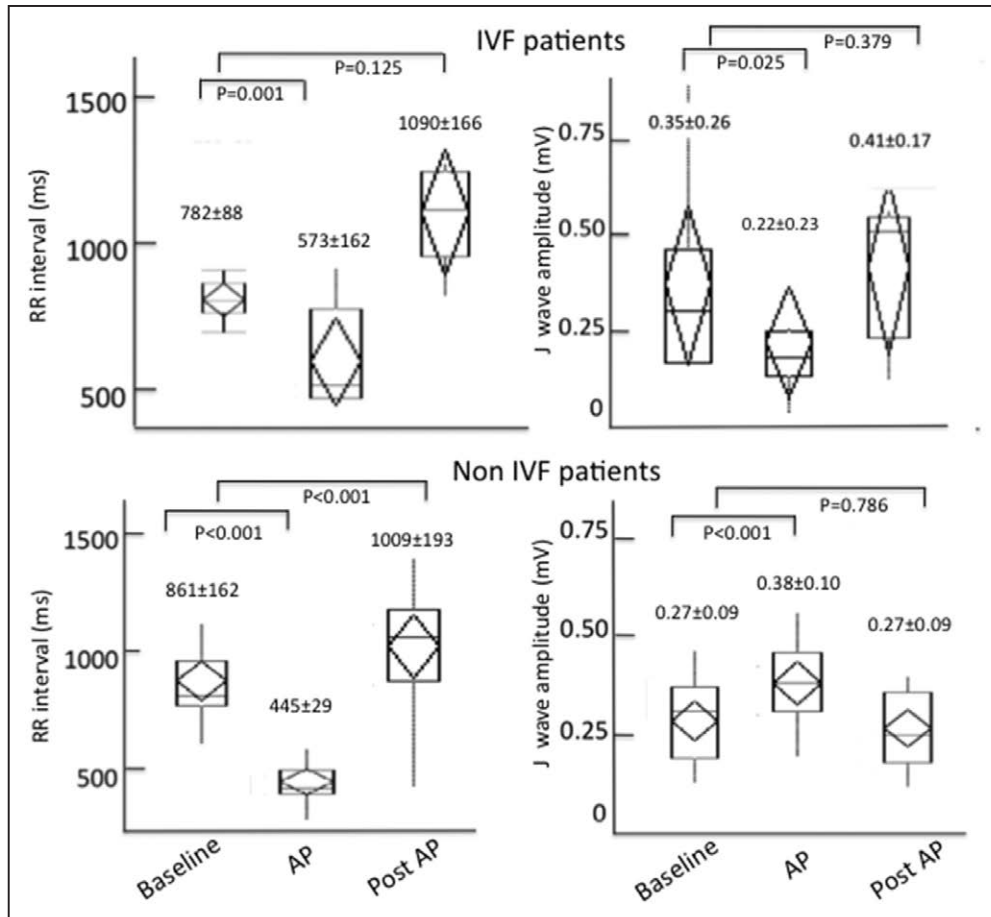 IVF patients
P=0.125
P=0.001
1500
1000
500
RR interval (ms)
782±88
573±162
1090±166
P=0.379
P=0.025
0.75
0.50
0.25
0
J wave amplitude (mV)
0.35±0.26
0.22±0.23
0.41±0.17
Non IVF patients
P<0.001
P<0.001
1500
1000
500
RR interval (ms)
861±162
445±29
1009±193
Baseline
AP
Post AP
P=0.786
P<0.001
0.75
0.50
0.25
0
J wave amplitude (mV)
0.27±0.09
0.38±0.10
0.27±0.09
Baseline
AP
Post AP